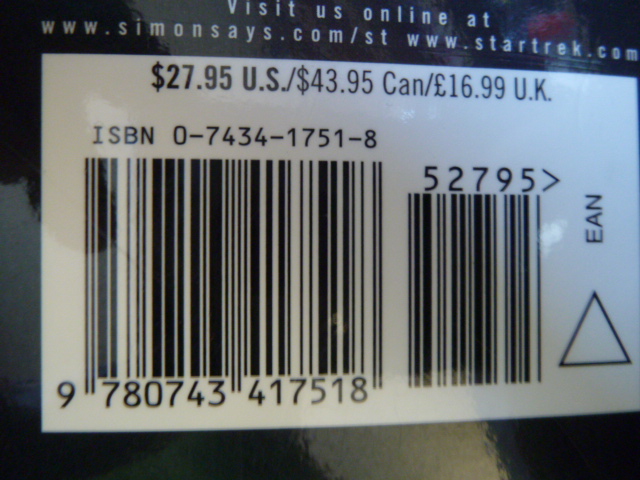 Visit us online at
www.simonsays.com/st www.startrek.com
$27.95 U.S./$43.95 Can/£16.99 U.K.
ISBN 0-7434-1751-8
52795>
EAN
9 780743 417518